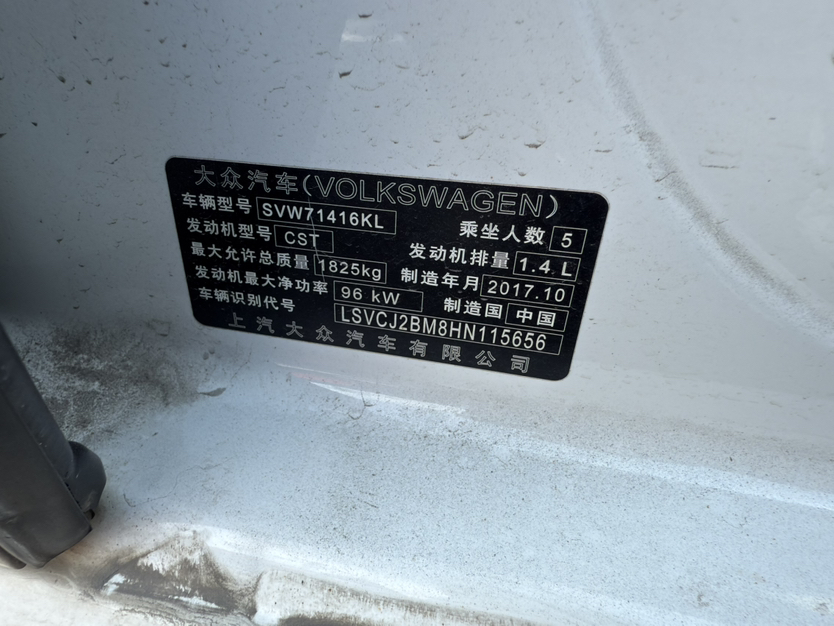 大众汽车(VOLKSWAGEN)
车辆型号 SVW71416KL 乘坐人数 5
发动机型号 CST 发动机排量 1.4 L
最大允许总质量 1825kg 制造年月 2017.10
发动机最大净功率 96 kW 制造国 中国
车辆识别代号 LSVCJ2BM8HN115656
上汽大众汽车有限公司